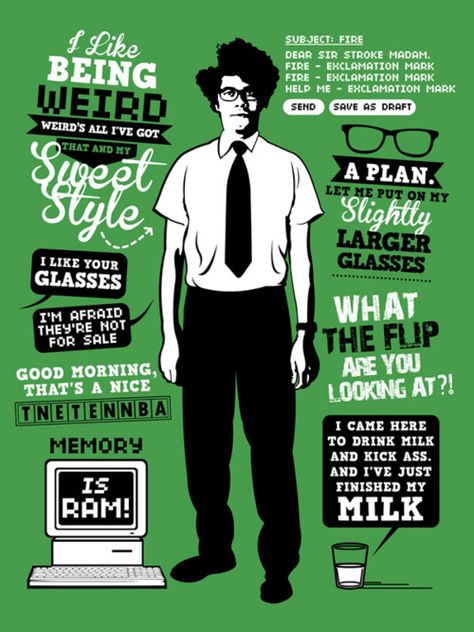 I Like
BEING
WEIRD
WEIRD'S ALL I'VE GOT
THAT AND MY
Sweet
Style
SUBJECT: FIRE
DEAR SIR STROKE MADAM.
FIRE - EXCLAMATION MARK
FIRE - EXCLAMATION MARK
HELP ME - EXCLAMATION MARK
SEND
SAVE AS DRAFT
A PLAN.
LET ME PUT ON MY
Slightly
LARGER
GLASSES
I LIKE YOUR
GLASSES
I'M AFRAID
THEY'RE NOT
FOR SALE
WHAT
THE FLIP
ARE YOU
LOOKING AT?!
GOOD MORNING,
THAT'S A NICE
TNETENNBA
MEMORY
IS
RAM!
I CAME HERE
TO DRINK MILK
AND KICK ASS.
AND I'VE JUST
FINISHED MY
MILK